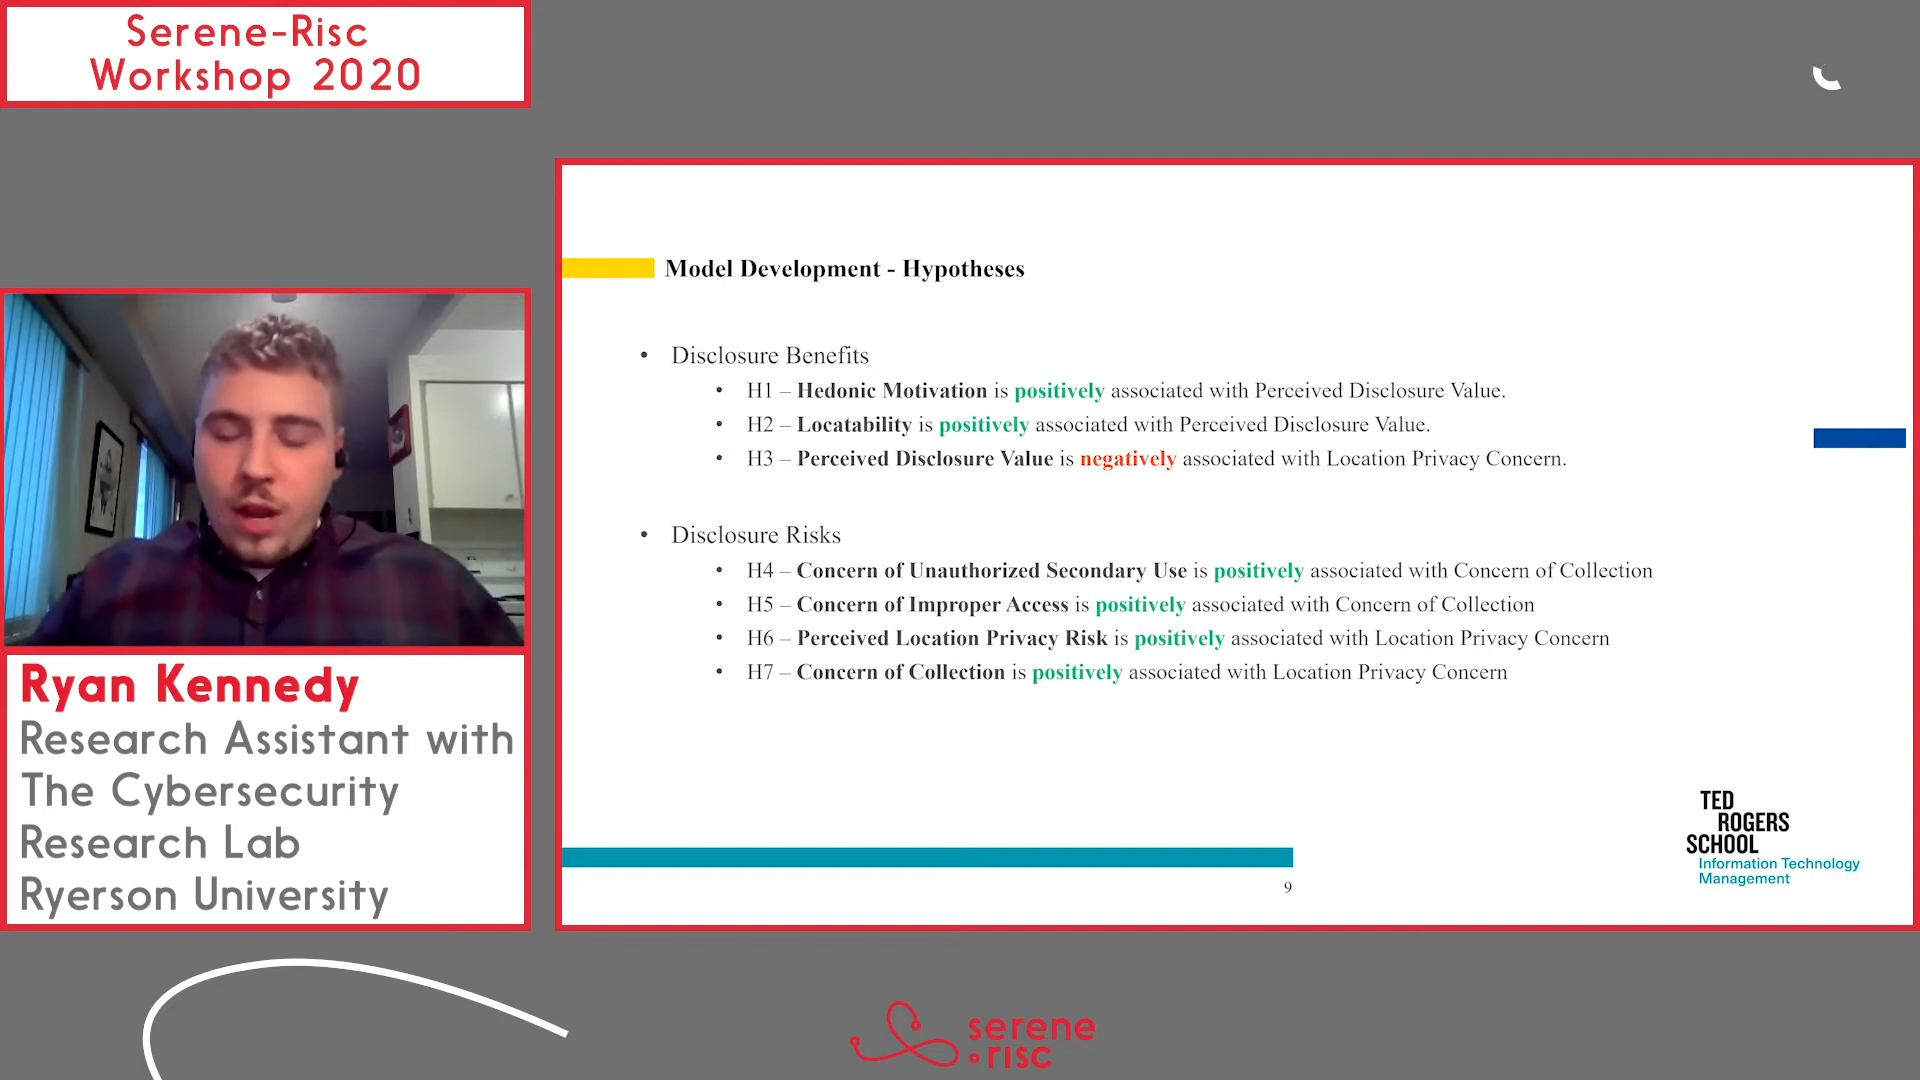 Serene-Risc
Workshop 2020
Model Development - Hypotheses
• Disclosure Benefits
• H1 – Hedonic Motivation is positively associated with Perceived Disclosure Value.
• H2 – Locatability is positively associated with Perceived Disclosure Value.
• H3 – Perceived Disclosure Value is negatively associated with Location Privacy Concern.
• Disclosure Risks
• H4 – Concern of Unauthorized Secondary Use is positively associated with Concern of Collection
• H5 – Concern of Improper Access is positively associated with Concern of Collection
• H6 – Perceived Location Privacy Risk is positively associated with Location Privacy Concern
• H7 – Concern of Collection is positively associated with Location Privacy Concern
Ryan Kennedy
Research Assistant with
The Cybersecurity
Research Lab
Ryerson University
TED
ROGERS
SCHOOL
Information Technology
Management
9
serene
risc